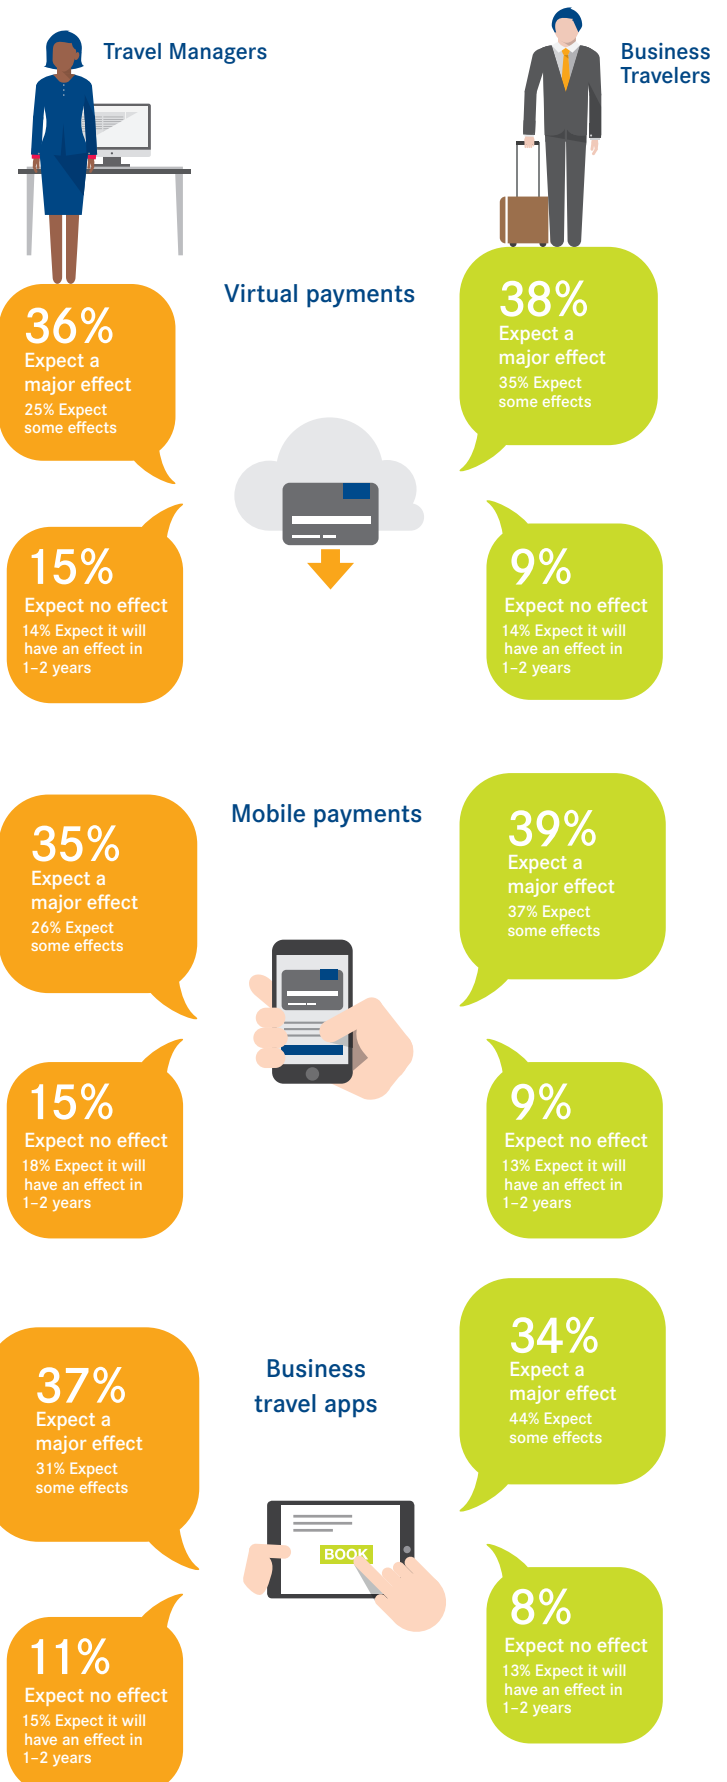 Travel Managers
Business
Travelers
Virtual payments
36%
Expect a
major effect
25% Expect
some effects
38%
Expect a
major effect
35% Expect
some effects
15%
Expect no effect
14% Expect it will
have an effect in
1–2 years
9%
Expect no effect
14% Expect it will
have an effect in
1–2 years
Mobile payments
35%
Expect a
major effect
26% Expect
some effects
39%
Expect a
major effect
37% Expect
some effects
15%
Expect no effect
18% Expect it will
have an effect in
1–2 years
9%
Expect no effect
13% Expect it will
have an effect in
1–2 years
Business
travel apps
37%
Expect a
major effect
31% Expect
some effects
34%
Expect a
major effect
44% Expect
some effects
BOOK
11%
Expect no effect
15% Expect it will
have an effect in
1–2 years
8%
Expect no effect
13% Expect it will
have an effect in
1–2 years